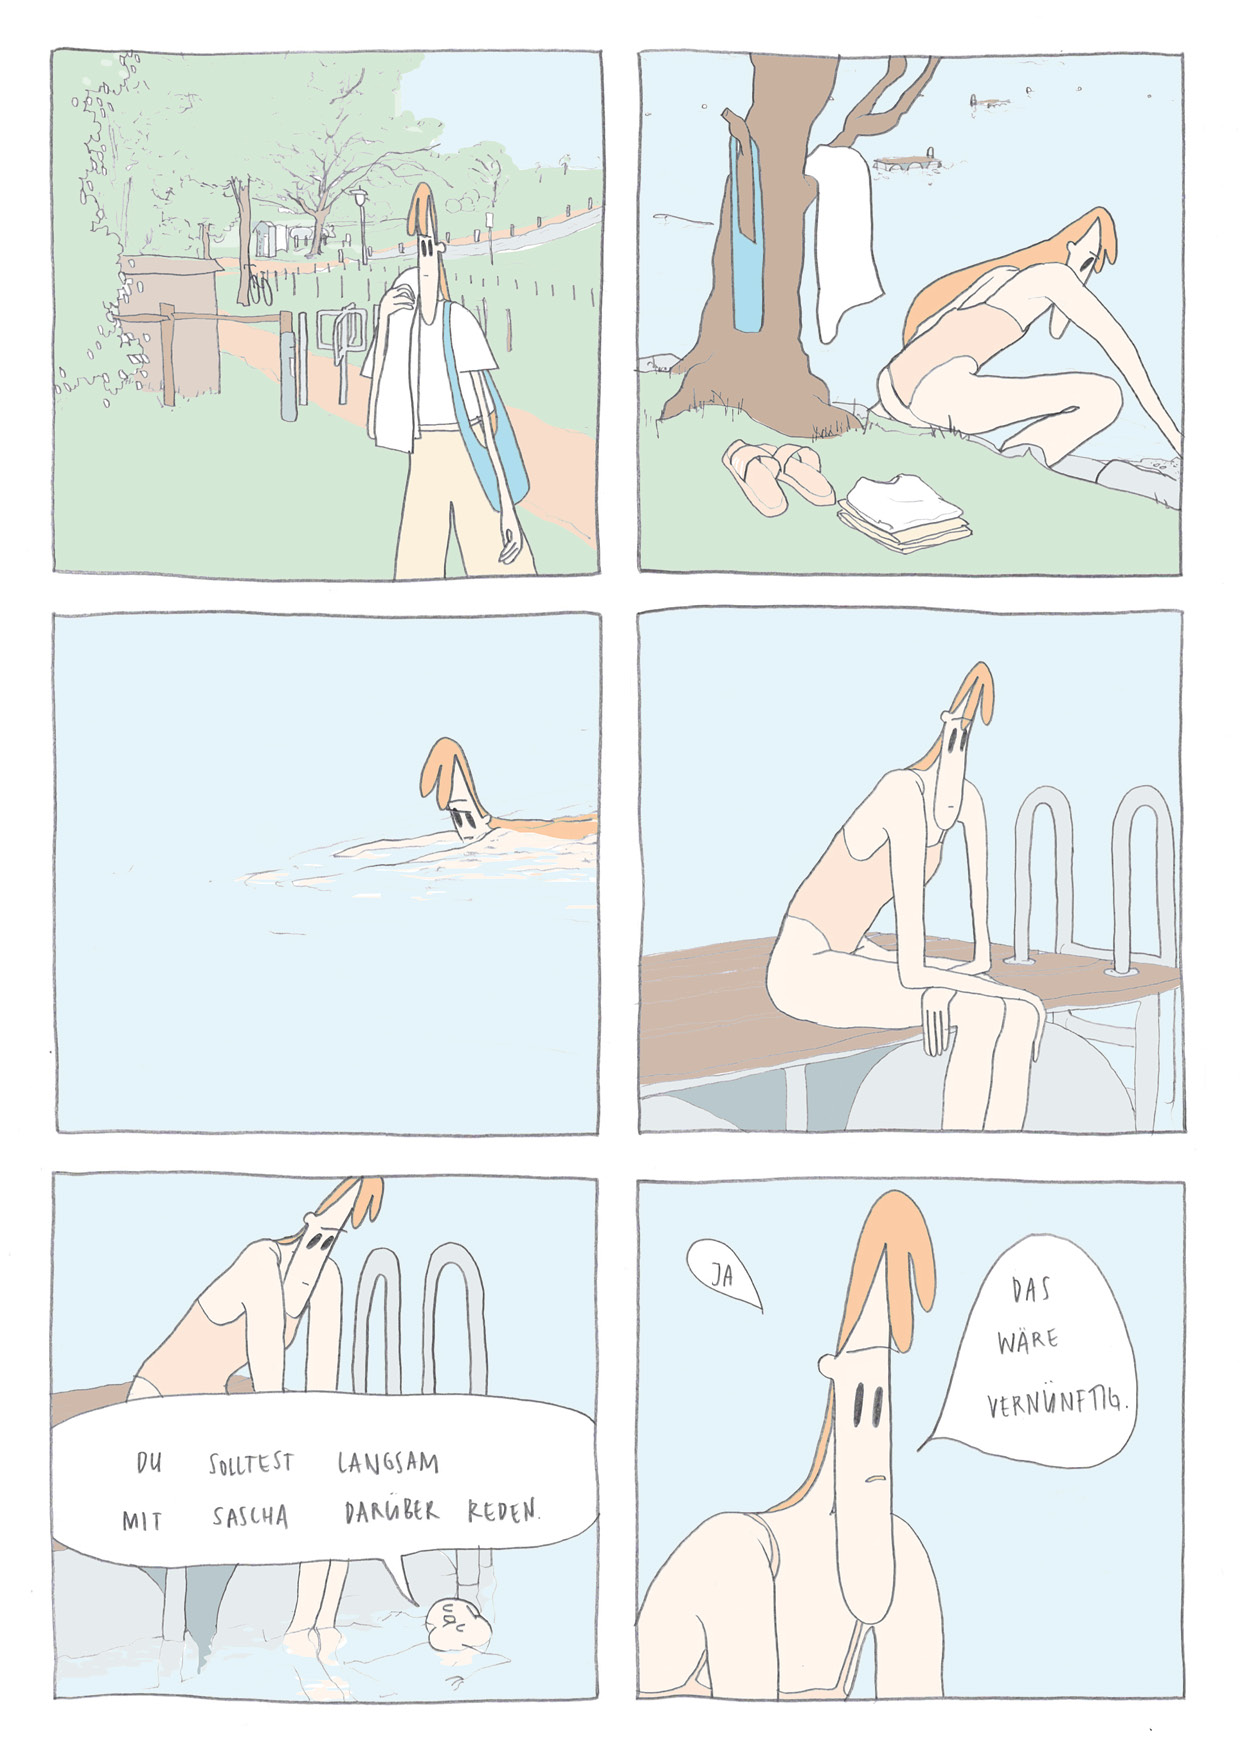 DU SOLLTEST LANGSAM
MIT SASCHA DARÜBER REDEN.
JA
DAS
WÄRE
VERNÜNFTIG.